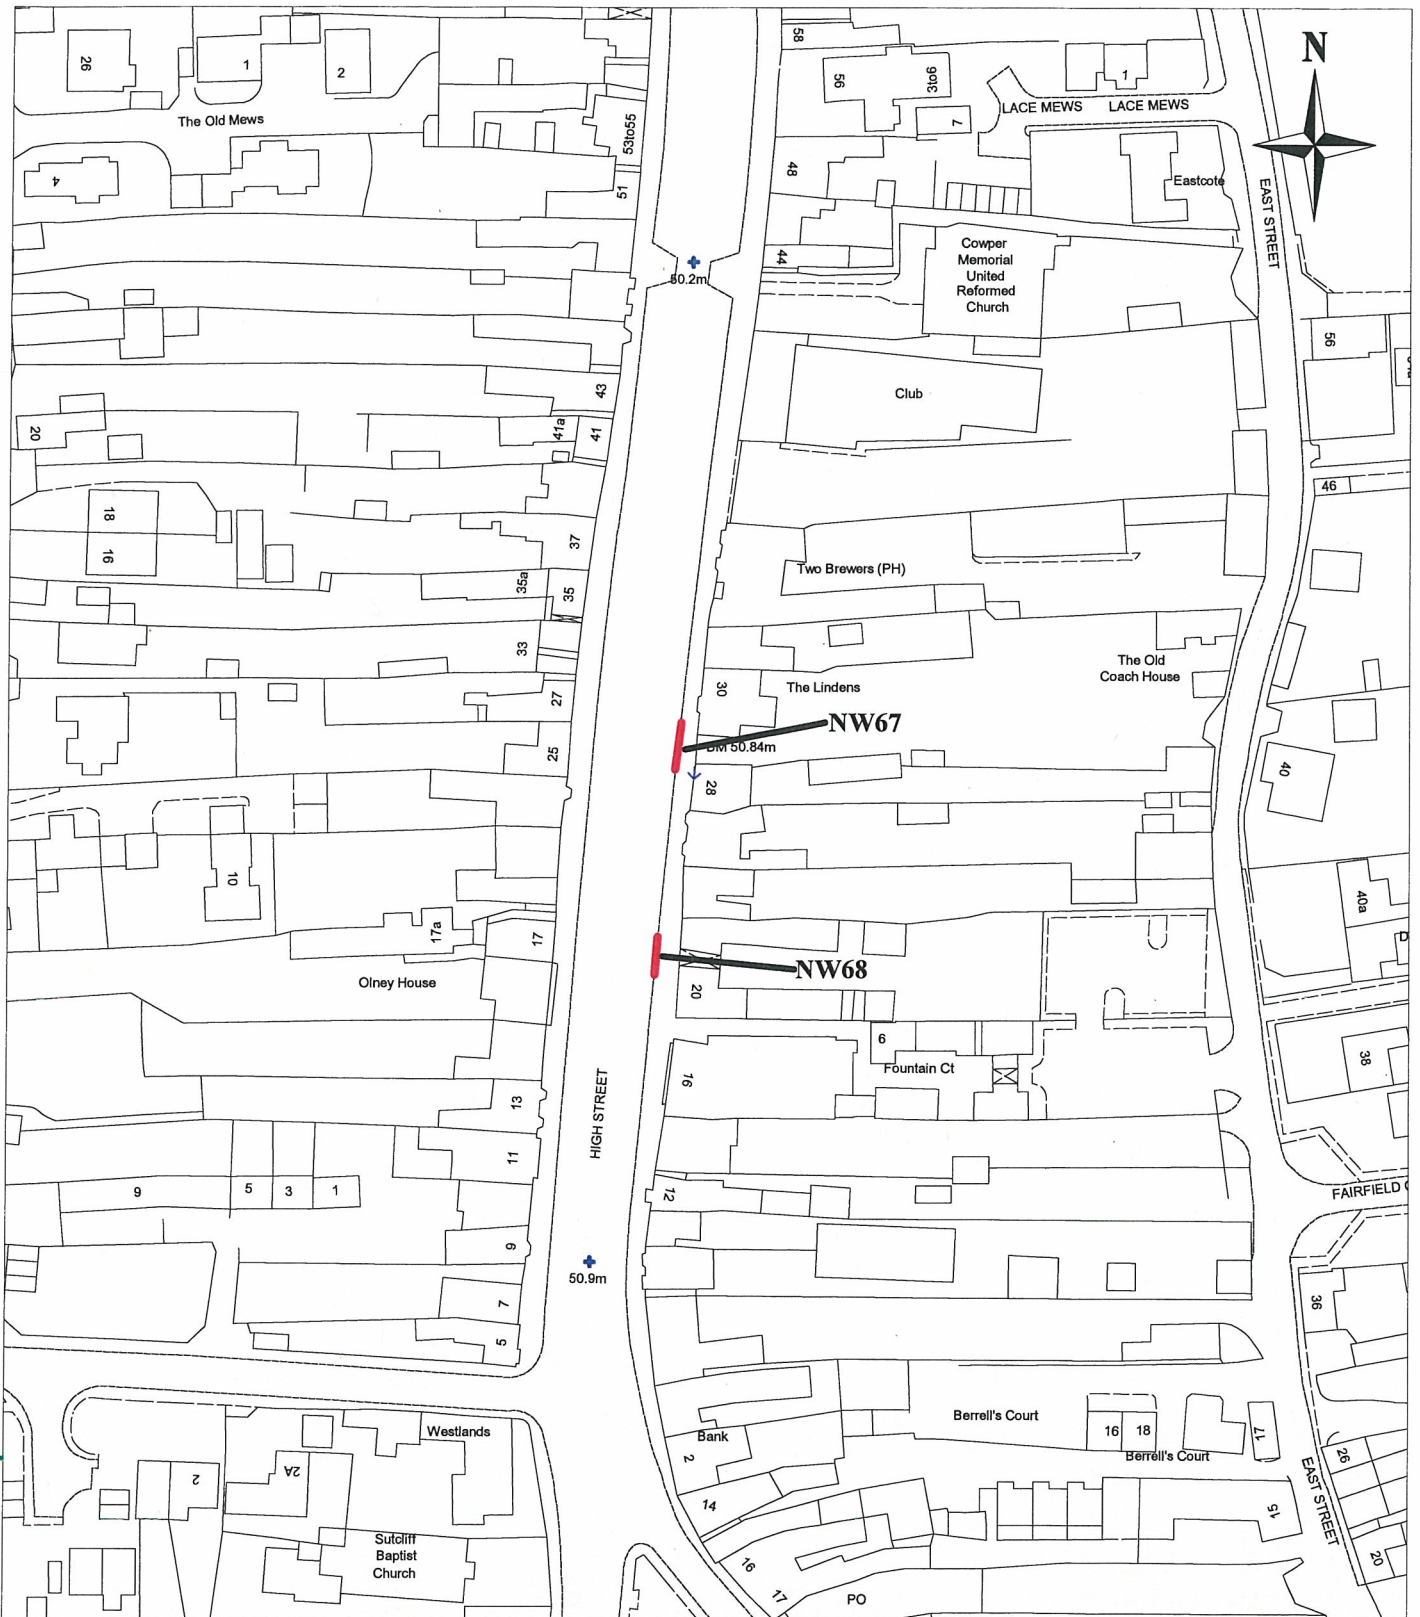 58
N
26
1
2
56
3to6
1
LACE MEWS
LACE MEWS
7
The Old Mews
53to55
4
51
48
Eastcote
EAST STREET
44
Cowper
Memorial
United
Reformed
Church
50.2m
56
43
Club
41a
41
20
46
18
16
37
Two Brewers (PH)
35a
35
33
The Old
Coach House
30
The Lindens
27
NW67
BM 50.84m
25
28
40
10
40a
17a
17
NW68
Olney House
20
6
Fountain Ct
38
16
HIGH STREET
13
11
9
5
3
1
12
FAIRFIELD
9
50.9m
7
36
5
Berrell's Court
16
18
17
Westlands
Bank
2
Berrell's Court
26
2
2A
14
EAST STREET
15
Sutcliff
Baptist
Church
16
17
20
PO